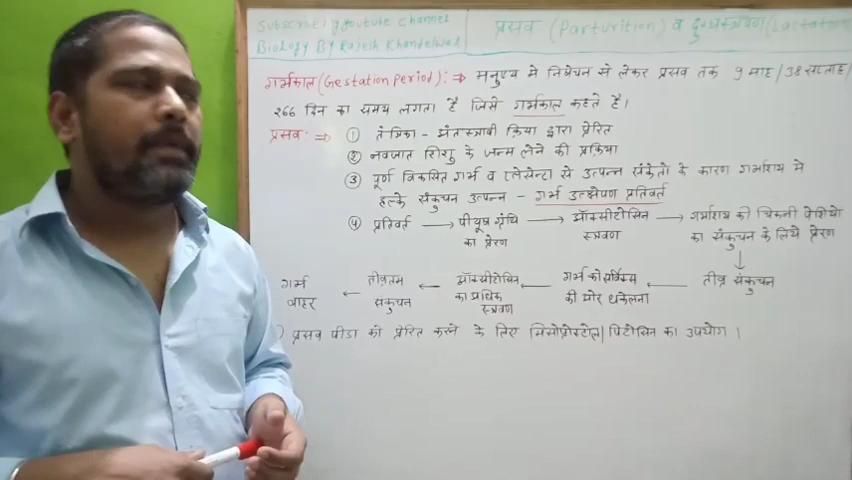 Subscribe my youtube channel
Biology By Rajesh Khandelwal
प्रसव (Parturition) व दुग्धस्त्रवण (Lactation)
गर्भकाल (Gestation Period) : ⇒ मनुष्य मे निषेचन से लेकर प्रसव तक 9 माह / 38 सप्ताह /
266 दिन का समय लगता है जिसे गर्भकाल कहते है।
प्रसव : ⇒ ① तंत्रिका - अंतःस्त्रावी क्रिया द्वारा प्रेरित
② नवजात शिशु के जन्म लेने की प्रक्रिया
③ पूर्ण विकसित गर्भ व प्लेसेन्टा से उत्पन्न संकेतो के कारण गर्भाशय मे
हल्के संकुचन उत्पन्न - गर्भ उत्क्षेपण प्रतिवर्त
④ प्रतिवर्त → पीयूष ग्रंथि → ऑक्सीटोसिन → गर्भाशय की चिकनी पेशियो
का प्रेरण स्त्रवण का संकुचन के लिये प्रेरण
↓
गर्भ ← तीव्रतम ← ऑक्सीटोसिन ← गर्भ को सर्विक्स ← तीव्र संकुचन
बाहर संकुचन का अधिक की ओर धकेलना
स्त्रवण
) प्रसव पीडा को प्रेरित करने के लिए मिसोप्रोस्टोल/पिटोसिन का उपयोग।